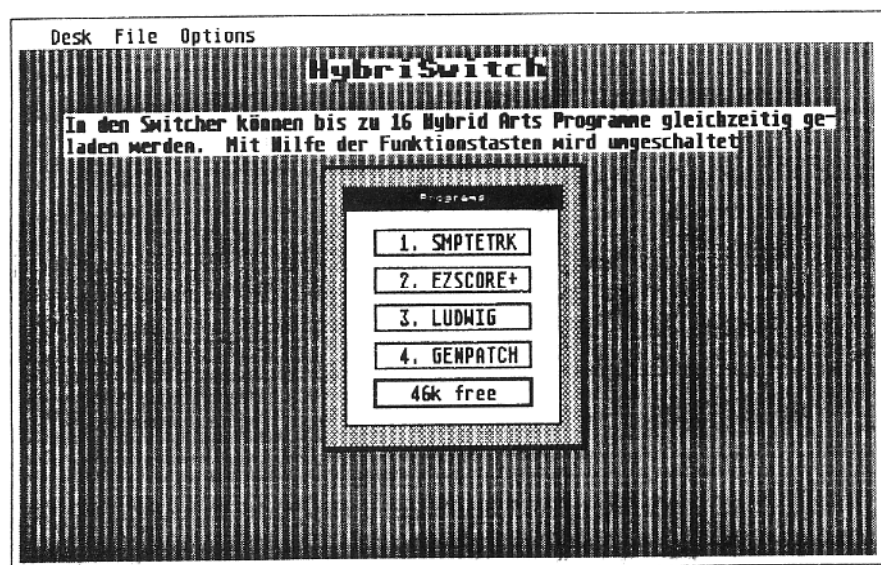 Desk File Options
HybriSwitch
In den Switcher können bis zu 16 Hybrid Arts Programme gleichzeitig ge-
laden werden. Mit Hilfe der Funktionstasten wird umgeschaltet
Programs
1. SMPTETRK
2. EZSCORE+
3. LUDWIG
4. GENPATCH
46k free